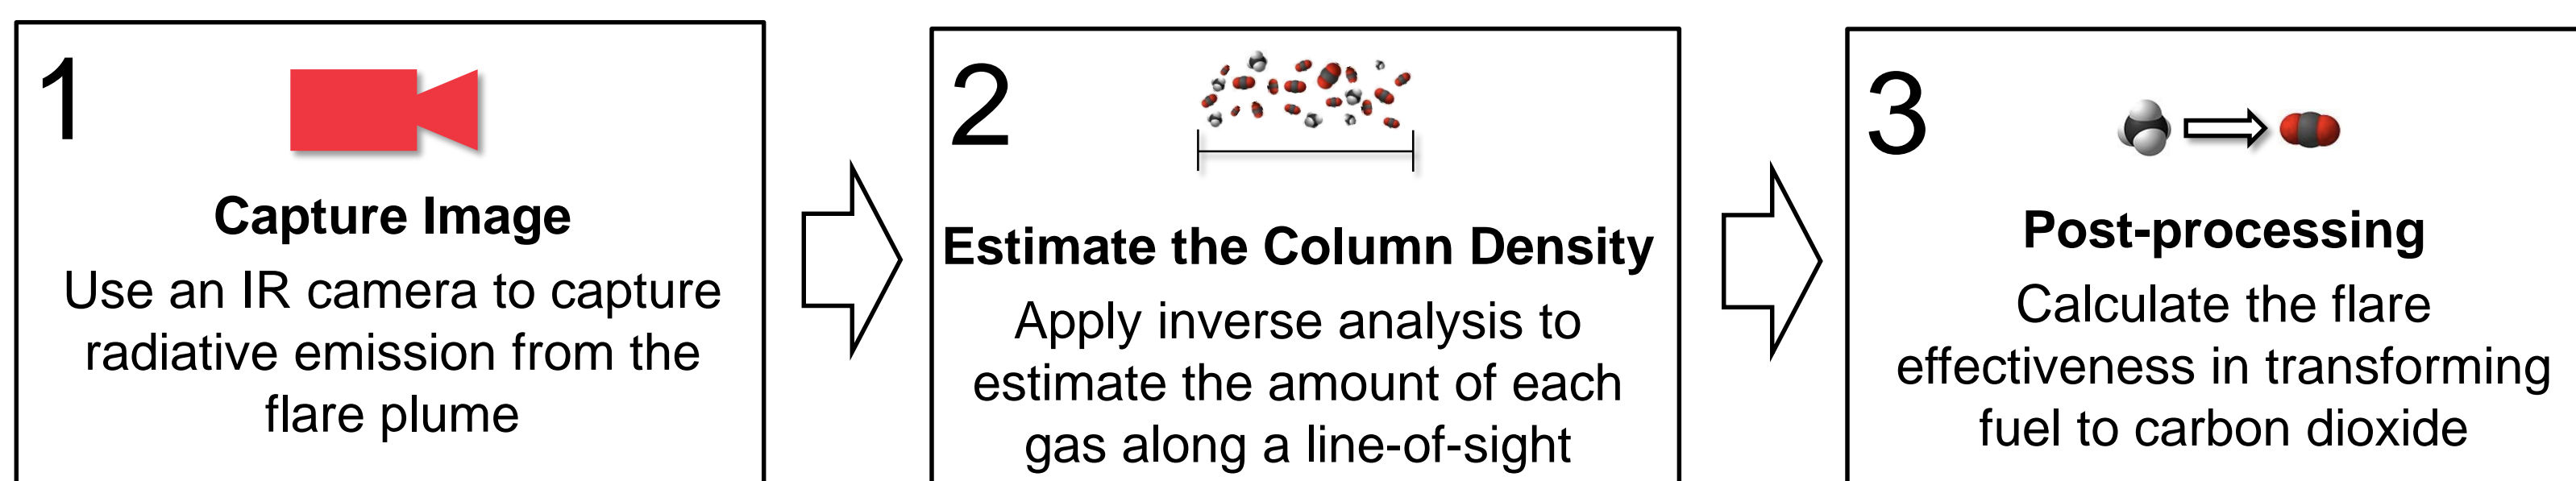 1
Capture Image
Use an IR camera to capture
radiative emission from the
flare plume
2
Estimate the Column Density
Apply inverse analysis to
estimate the amount of each
gas along a line-of-sight
3
Post-processing
Calculate the flare
effectiveness in transforming
fuel to carbon dioxide